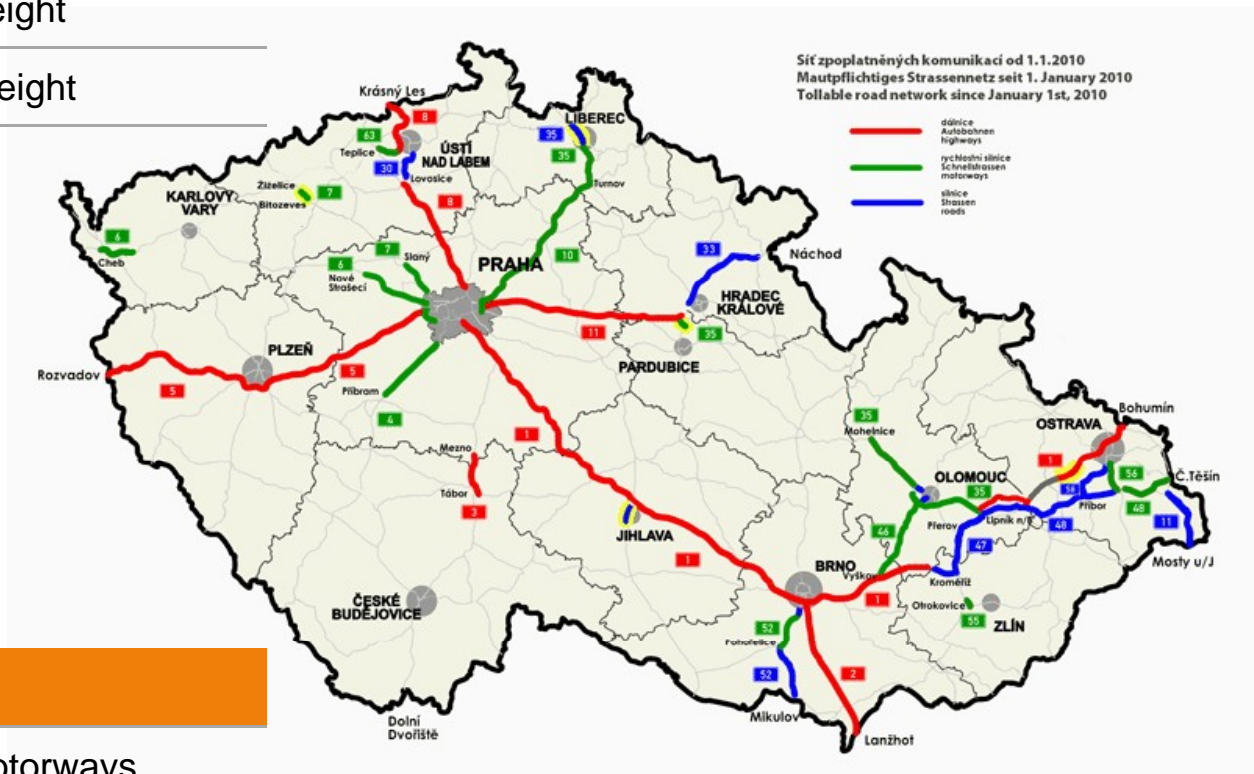 eight
eight
otorways
Síť zpoplatněných komunikací od 1.1.2010
Mautpflichtiges Strassennetz seit 1. January 2010
Tollable road network since January 1st, 2010
dálnice
Autobahnen
highways
rychlostní silnice
Schnellstrassen
motorways
silnice
Strassen
roads
Krásný Les
8
63
Teplice
ÚSTÍ
NAD LABEM
30
Lovosice
8
35
LIBEREC
35
Turnov
Žiželice
7
Bitozeves
KARLOVY
VARY
6
Cheb
7
Slaný
6
Nové
Strašecí
PRAHA
10
33
Náchod
HRADEC
KRÁLOVÉ
11
35
PARDUBICE
PLZEŇ
Rozvadov
5
5
Příbram
4
1
Mezno
Tábor
3
JIHLAVA
1
ČESKÉ
BUDĚJOVICE
Dolní
Dvořiště
35
Mohelnice
OLOMOUC
35
46
Přerov
Lipník n/B
47
48
BRNO
Vyškov
1
Kroměříž
Otrokovice
55
ZLÍN
52
Pohořelice
52
Mikulov
2
Lanžhot
OSTRAVA
Bohumín
1
56
56
Č.Těšín
Příbor
48
11
Mosty u/J